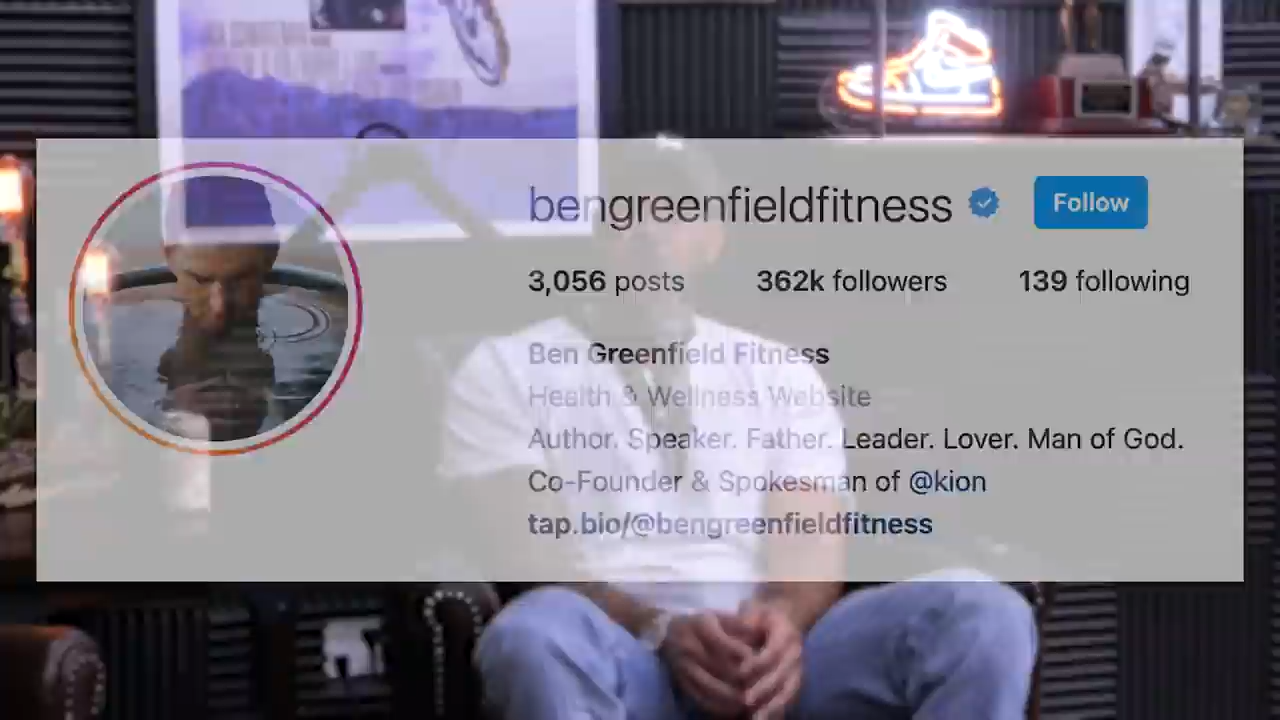 bengreenfieldfitness Follow
3,056 posts 362k followers 139 following
Ben Greenfield Fitness
Health & Wellness Website
Author. Speaker. Father. Leader. Lover. Man of God.
Co-Founder & Spokesman of @kion
tap.bio/@bengreenfieldfitness